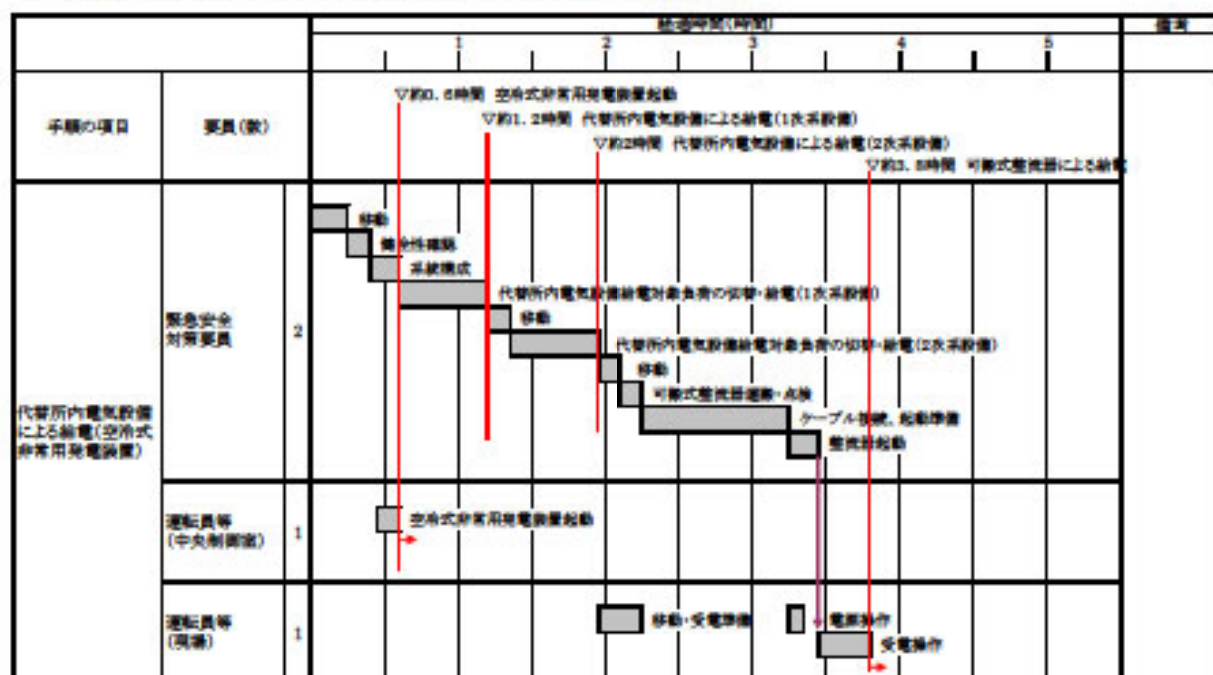 経過時間(時間)
備考
1
2
3
4
5
手順の項目
要員(数)
▽約0.6時間 空冷式非常用発電装置起動
▽約1.2時間 代替所内電気設備による給電(1次系設備)
▽約2時間 代替所内電気設備による給電(2次系設備)
▽約3.8時間 可搬式整流器による給電
代替所内電気設備
による給電(空冷式
非常用発電装置)
緊急安全
対策要員
2
移動
健全性確認
系統構成
代替所内電気設備給電対象負荷の切替・給電(1次系設備)
移動
代替所内電気設備給電対象負荷の切替・給電(2次系設備)
移動
可搬式整流器運搬・点検
ケーブル接続、起動準備
整流器起動
運転員等
(中央制御室)
1
空冷式非常用発電装置起動
運転員等
(現場)
1
移動・受電準備
電源操作
受電操作